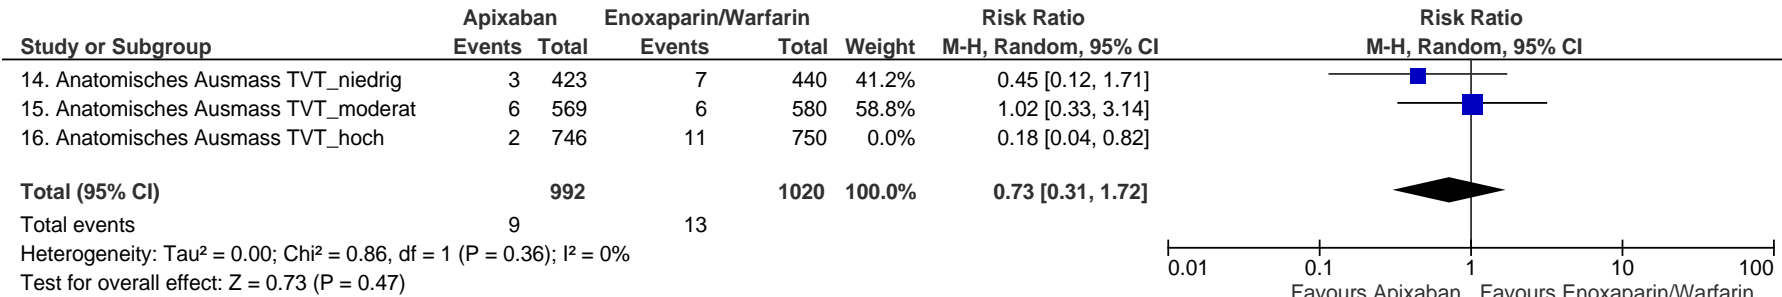 Apixaban Enoxaparin/Warfarin Risk Ratio Risk Ratio
Study or Subgroup Events Total Events Total Weight M-H, Random, 95% CI M-H, Random, 95% CI
14. Anatomisches Ausmass TVT_niedrig 3 423 7 440 41.2% 0.45 [0.12, 1.71]
15. Anatomisches Ausmass TVT_moderat 6 569 6 580 58.8% 1.02 [0.33, 3.14]
16. Anatomisches Ausmass TVT_hoch 2 746 11 750 0.0% 0.18 [0.04, 0.82]
Total (95% CI) 992 1020 100.0% 0.73 [0.31, 1.72]
Total events 9 13
Heterogeneity: Tau² = 0.00; Chi² = 0.86, df = 1 (P = 0.36); I² = 0%
Test for overall effect: Z = 0.73 (P = 0.47)
0.01 0.1 1 10 100
Favours Apixaban Favours Enoxaparin/Warfarin